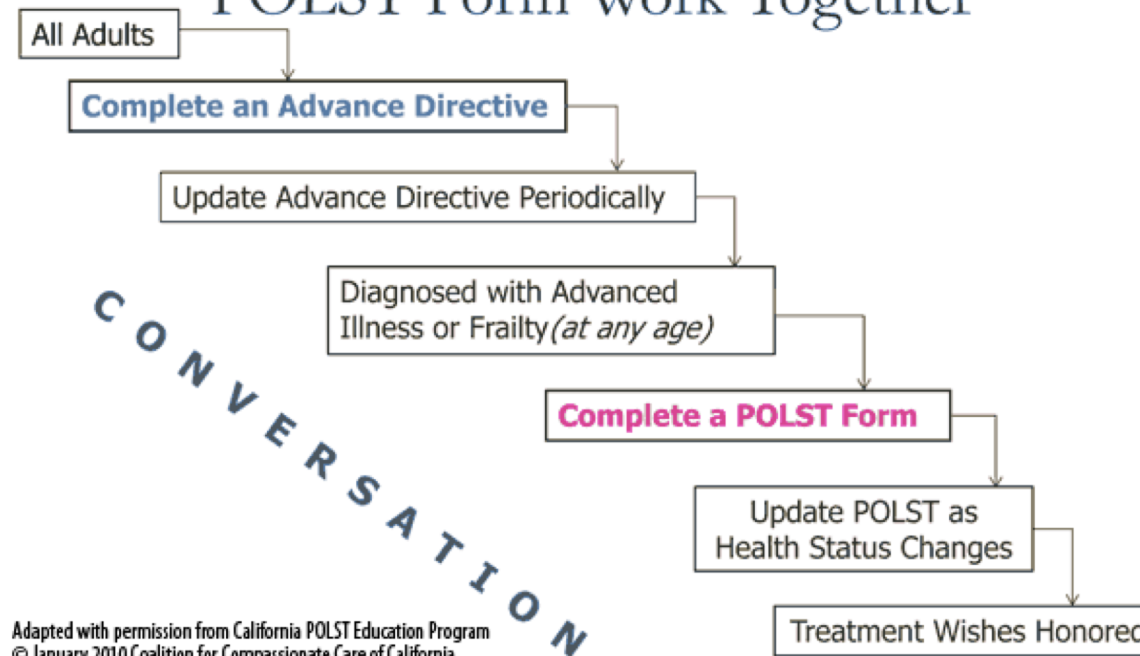 POLST Form work Together
All Adults
Complete an Advance Directive
Update Advance Directive Periodically
Diagnosed with Advanced
Illness or Frailty (at any age)
Complete a POLST Form
Update POLST as
Health Status Changes
Treatment Wishes Honored
CONVERSATION
Adapted with permission from California POLST Education Program
© January 2010 Coalition for Compassionate Care of California